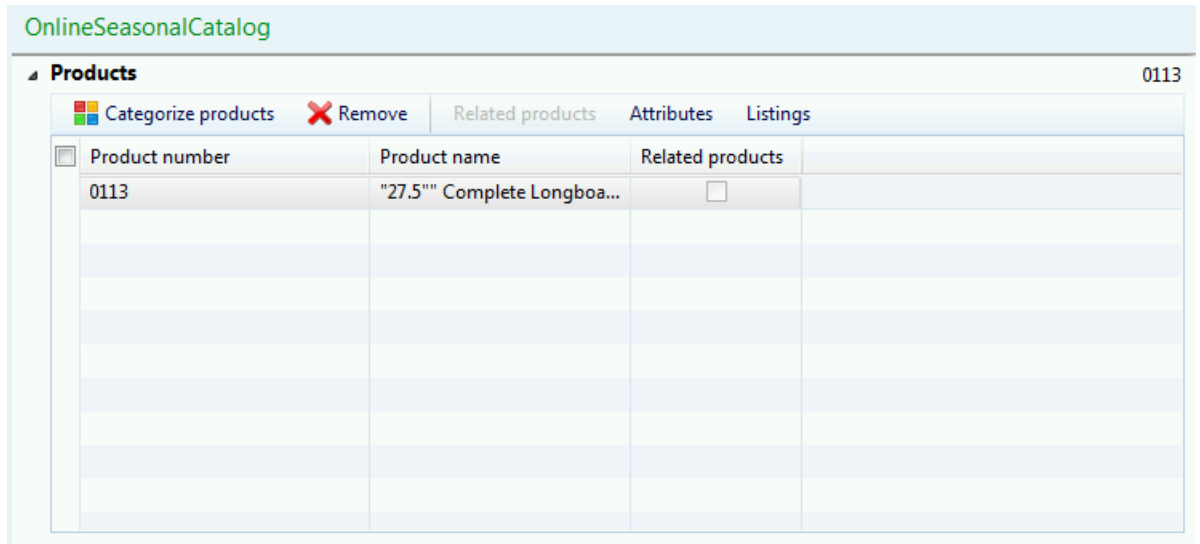 OnlineSeasonalCatalog
Products 0113
Categorize products Remove Related products Attributes Listings
Product number Product name Related products
0113 "27.5"" Complete Longboa...